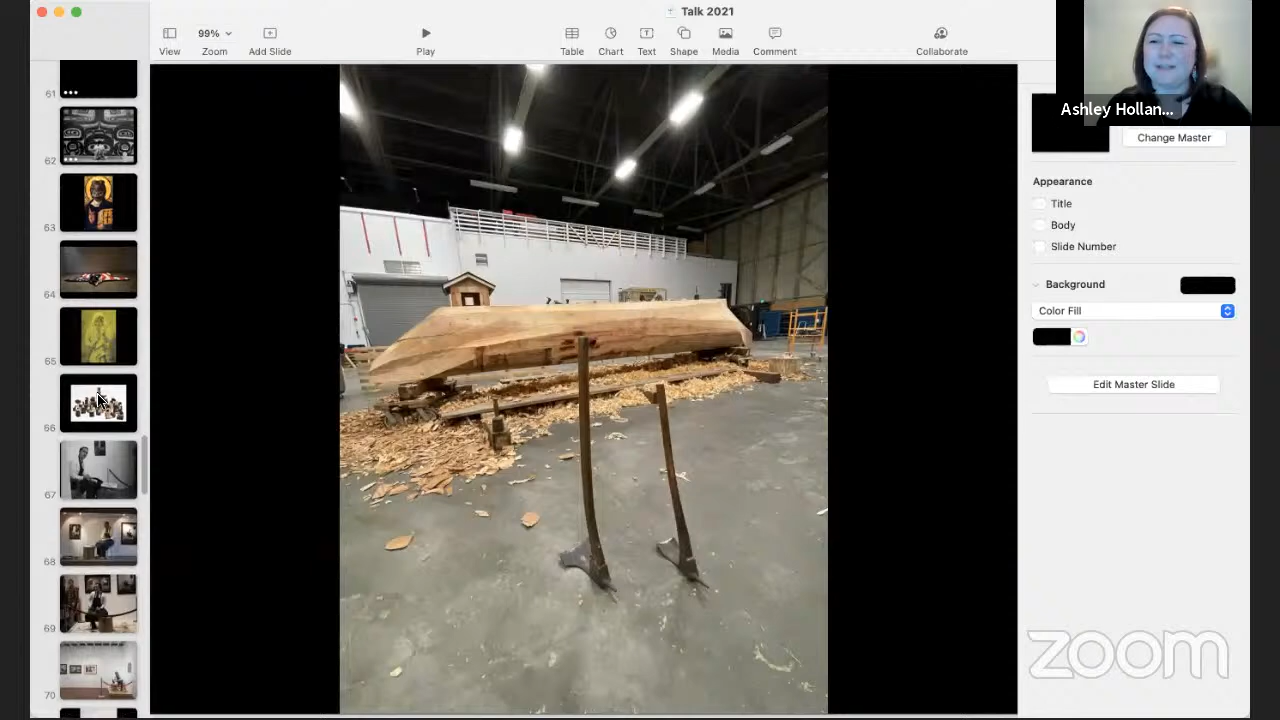 Talk 2021
99%
View
Zoom
Add Slide
Play
Table
Chart
Text
Shape
Media
Comment
Collaborate
Ashley Hollan...
Change Master
Appearance
Title
Body
Slide Number
Background
Color Fill
Edit Master Slide
61
62
63
64
65
66
67
68
69
70
zoom